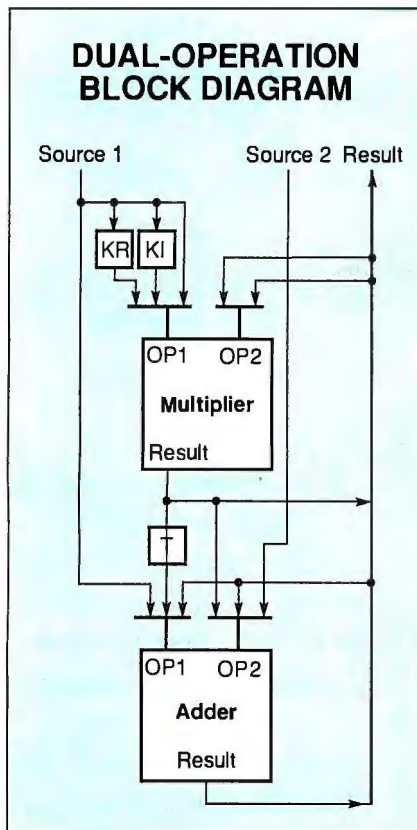 DUAL-OPERATION
BLOCK DIAGRAM
Source 1 Source 2 Result
KR KI
OP1 OP2
Multiplier
Result
T
OP1 OP2
Adder
Result